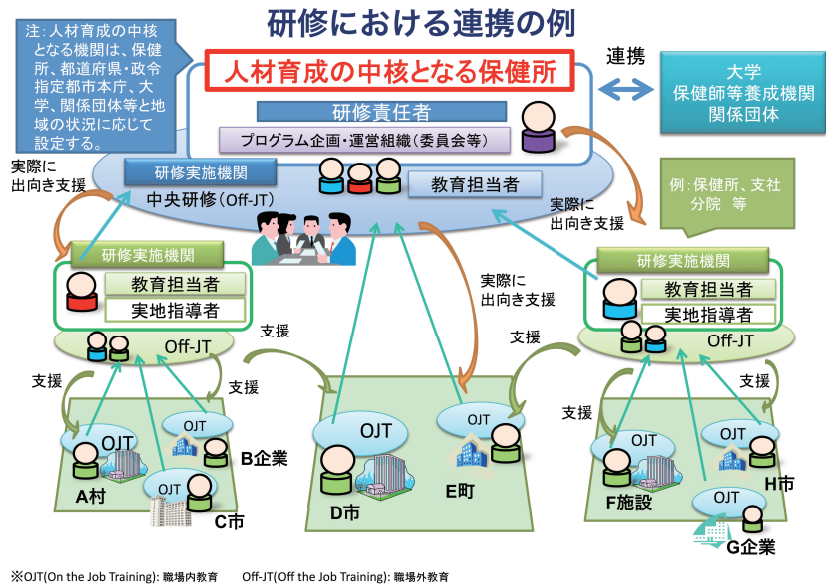 研修における連携の例
注：人材育成の中核
となる機関は、保健
所、都道府県・政令
指定都市本庁、大
学、関係団体等と地
域の状況に応じて
設定する。
人材育成の中核となる保健所
連携
大学
保健師等養成機関
関係団体
研修責任者
プログラム企画・運営組織（委員会等）
実際に
出向き支援
研修実施機関
中央研修（Off-JT）
教育担当者
実際に
出向き支援
例：保健所、支社
分院　等
研修実施機関
教育担当者
実地指導者
Off-JT
実際に
出向き支援
研修実施機関
教育担当者
実地指導者
Off-JT
支援
支援
支援
支援
支援
支援
OJT
A村
OJT
B企業
OJT
C市
OJT
D市
OJT
E町
OJT
F施設
OJT
H市
OJT
G企業
※OJT(On the Job Training): 職場内教育　　Off-JT(Off the Job Training): 職場外教育